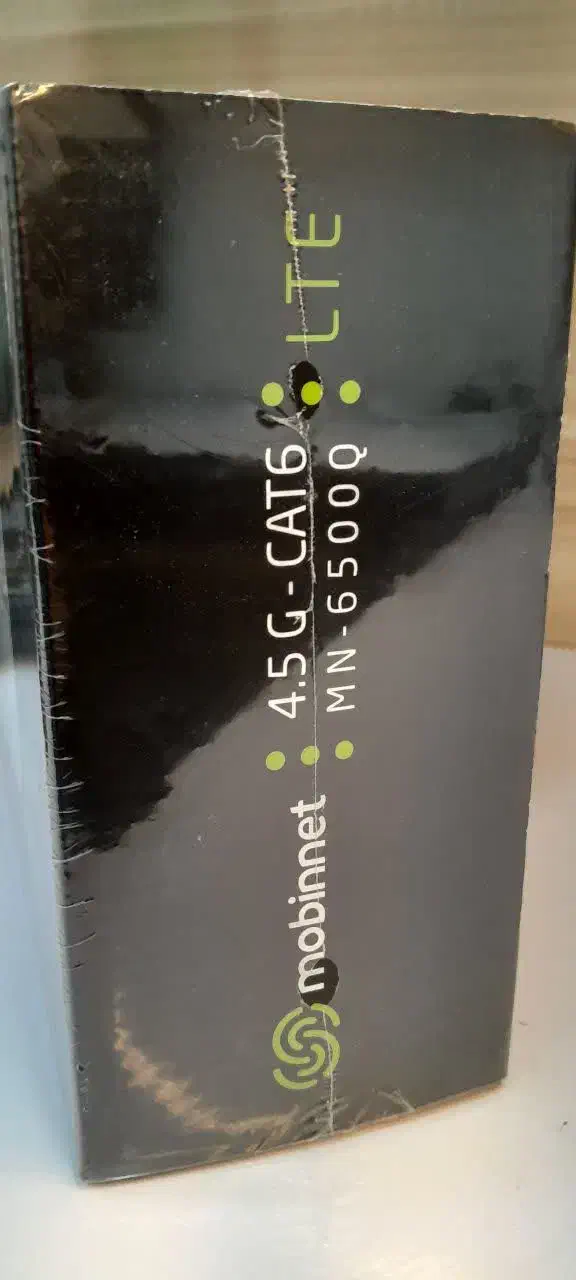 mobinnet
4.5G-CAT6
MN-6500Q
LTE